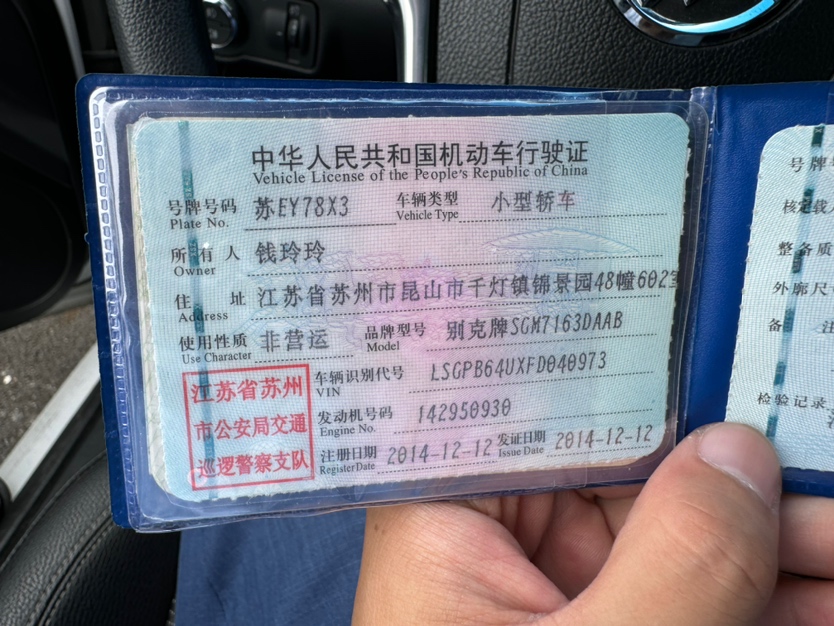 中华人民共和国机动车行驶证
Vehicle License of the People's Republic of China
号牌号码 苏EY78X3 车辆类型 小型轿车
Plate No. Vehicle Type
所有人 钱玲玲
Owner
住址 江苏省苏州市昆山市千灯镇锦景园48幢602室
Address
使用性质 非营运 品牌型号 别克牌SGM7163DAAB
Use Character Model
江苏省苏州
市公安局交通
巡逻警察支队
车辆识别代号 LSGPB64UXFD040973
VIN
发动机号码 142950930
Engine No.
注册日期 2014-12-12 发证日期 2014-12-12
Register Date Issue Date
号牌
核定载
整备质
外廓尺
备
检验记录